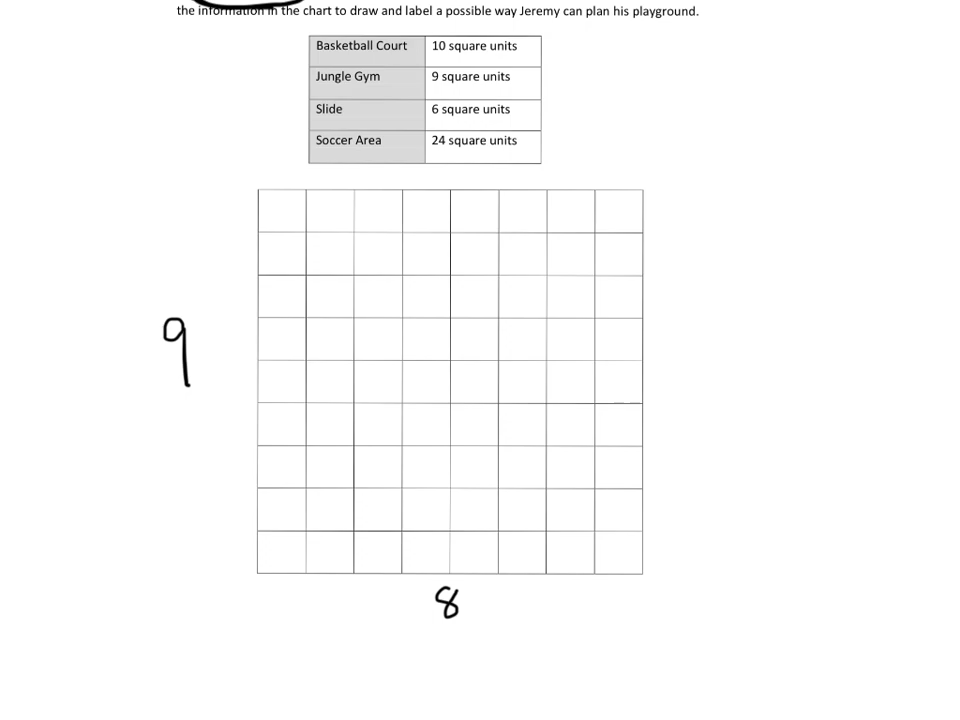 the information in the chart to draw and label a possible way Jeremy can plan his playground.
Basketball Court 10 square units
Jungle Gym 9 square units
Slide 6 square units
Soccer Area 24 square units
9
8